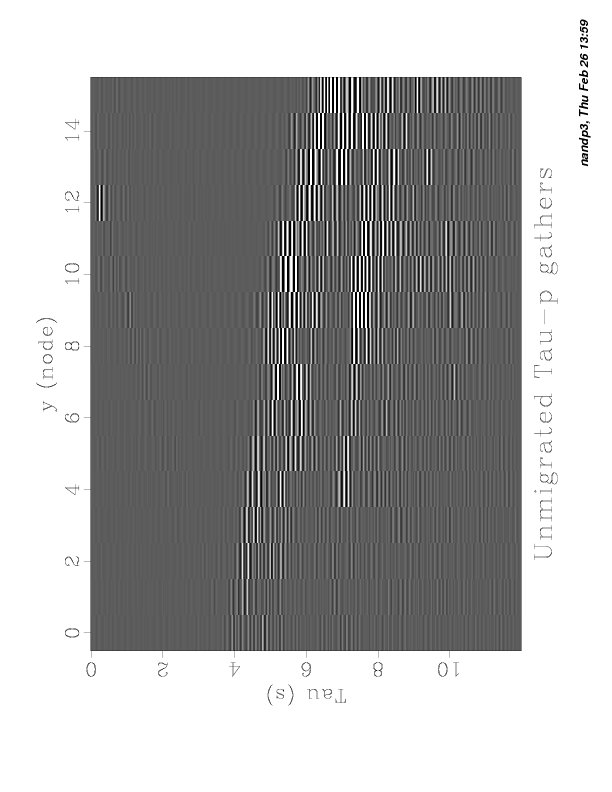 nandp3, Thu Feb 26 13:59
Unmigrated Tau-p gathers
y (node)
0 2 4 6 8 10 12 14
Tau (s)
0 2 4 6 8 10